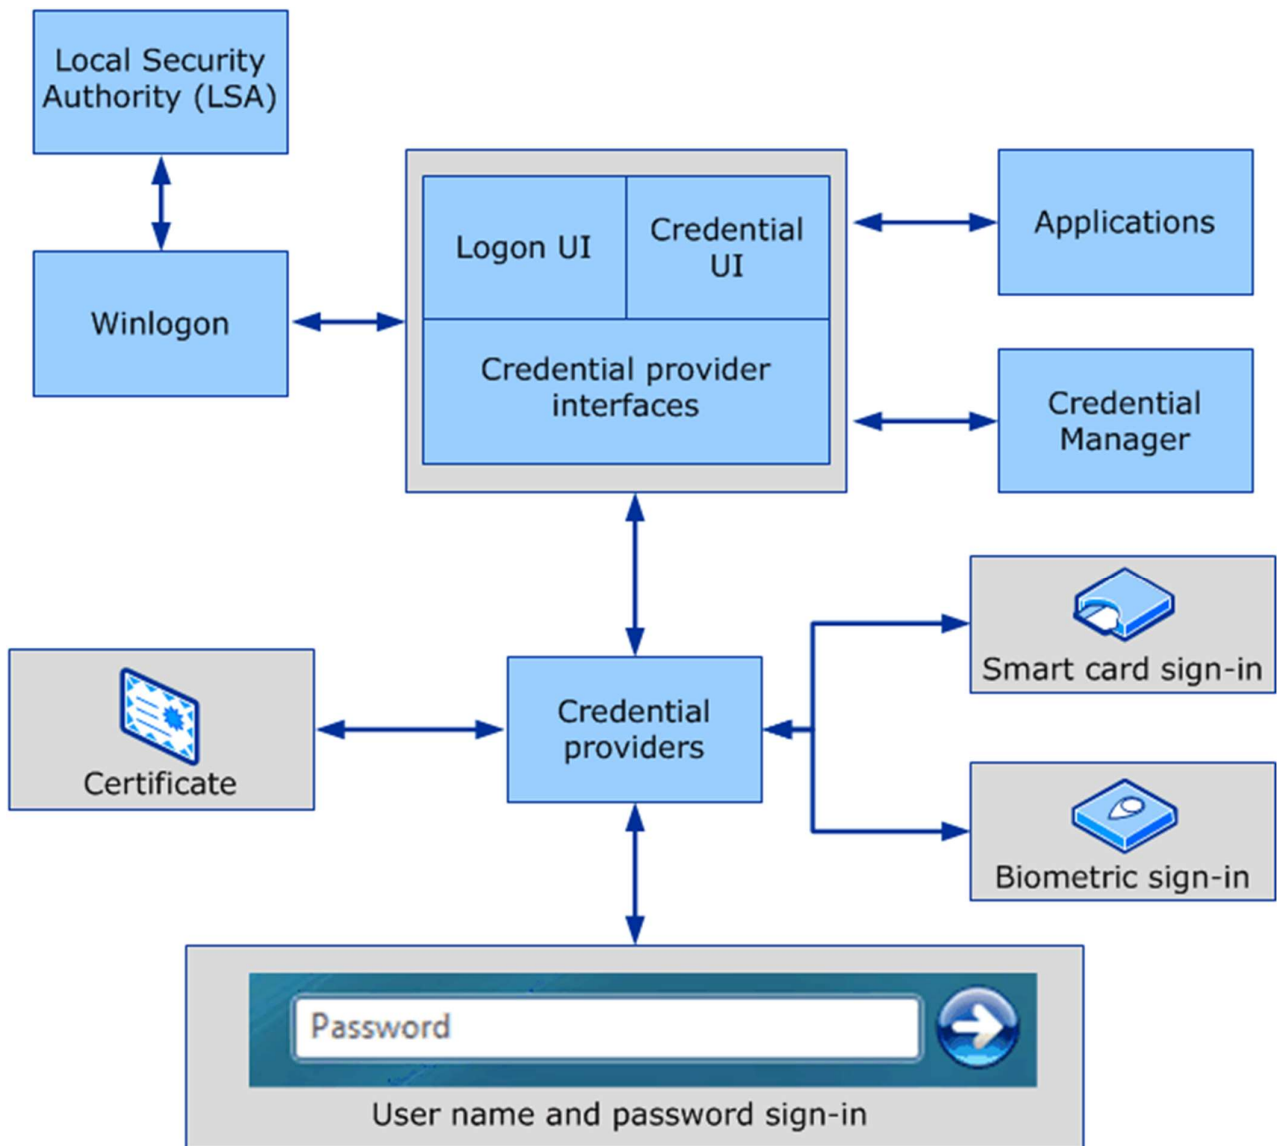 Local Security
Authority (LSA)
Winlogon
Logon UI
Credential
UI
Credential provider
interfaces
Applications
Credential
Manager
Certificate
Credential
providers
Smart card sign-in
Biometric sign-in
Password
User name and password sign-in